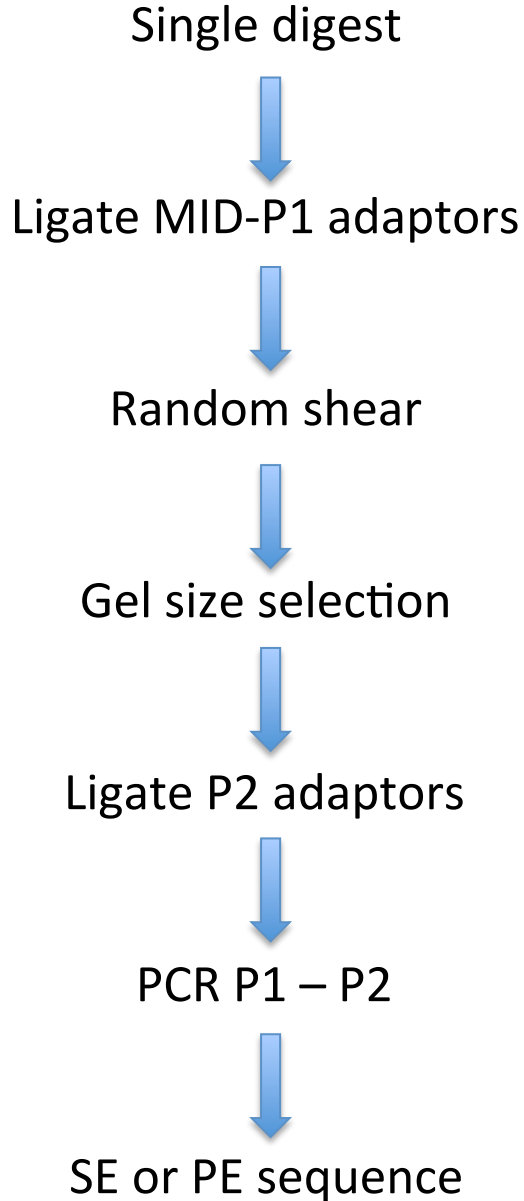 Single digest
Ligate MID-P1 adaptors
Random shear
Gel size selection
Ligate P2 adaptors
PCR P1 – P2
SE or PE sequence